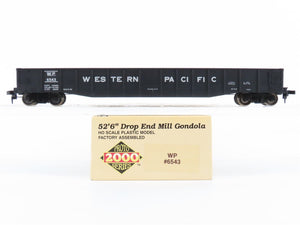 WESTERN PACIFIC
W.P.
6543
52'6" Drop End Mill Gondola
HO SCALE PLASTIC MODEL
FACTORY ASSEMBLED
PROTO
2000
SERIES
WP
#6543